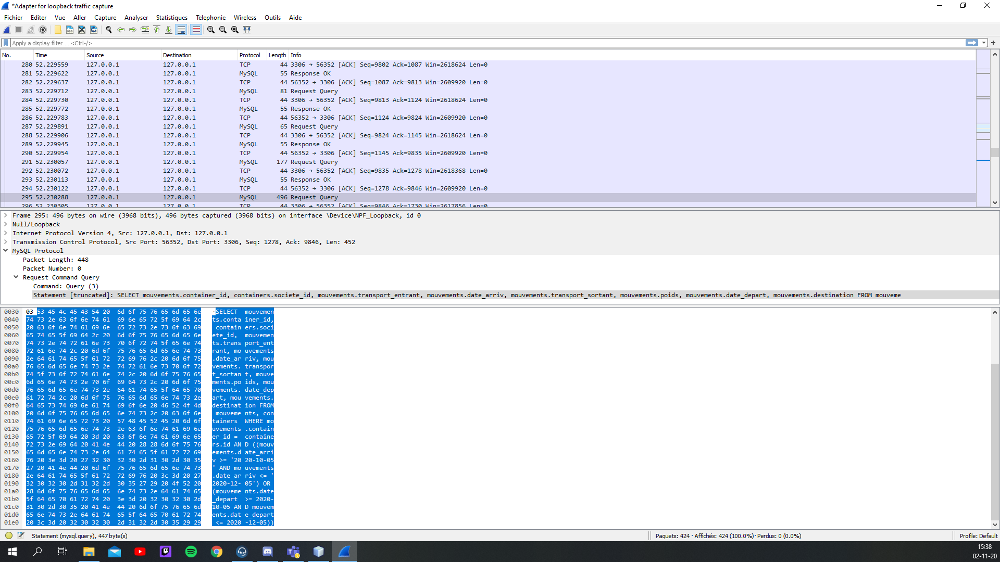 *Adapter for loopback traffic capture
Fichier Editer Vue Aller Capture Analyser Statistiques Telephonie Wireless Outils Aide
Apply a display filter ... <Ctrl-/>
No. Time Source Destination Protocol Length Info
280 52.229559 127.0.0.1 127.0.0.1 TCP 44 3306 → 56352 [ACK] Seq=9802 Ack=1087 Win=2618624 Len=0
281 52.229622 127.0.0.1 127.0.0.1 MySQL 55 Response OK
282 52.229637 127.0.0.1 127.0.0.1 TCP 44 56352 → 3306 [ACK] Seq=1087 Ack=9813 Win=2609920 Len=0
283 52.229712 127.0.0.1 127.0.0.1 MySQL 81 Request Query
284 52.229730 127.0.0.1 127.0.0.1 TCP 44 3306 → 56352 [ACK] Seq=9813 Ack=1124 Win=2618624 Len=0
285 52.229772 127.0.0.1 127.0.0.1 MySQL 55 Response OK
286 52.229783 127.0.0.1 127.0.0.1 TCP 44 56352 → 3306 [ACK] Seq=1124 Ack=9824 Win=2609920 Len=0
287 52.229891 127.0.0.1 127.0.0.1 MySQL 65 Request Query
288 52.229906 127.0.0.1 127.0.0.1 TCP 44 3306 → 56352 [ACK] Seq=9824 Ack=1145 Win=2618624 Len=0
289 52.229945 127.0.0.1 127.0.0.1 MySQL 55 Response OK
290 52.229954 127.0.0.1 127.0.0.1 TCP 44 56352 → 3306 [ACK] Seq=1145 Ack=9835 Win=2609920 Len=0
291 52.230057 127.0.0.1 127.0.0.1 MySQL 177 Request Query
292 52.230072 127.0.0.1 127.0.0.1 TCP 44 3306 → 56352 [ACK] Seq=9835 Ack=1278 Win=2618368 Len=0
293 52.230113 127.0.0.1 127.0.0.1 MySQL 55 Response OK
294 52.230122 127.0.0.1 127.0.0.1 TCP 44 56352 → 3306 [ACK] Seq=1278 Ack=9846 Win=2609920 Len=0
295 52.230288 127.0.0.1 127.0.0.1 MySQL 496 Request Query
296 52.230305 127.0.0.1 127.0.0.1 TCP 44 3306 → 56352 [ACK] Seq=9846 Ack=1730 Win=2617856 Len=0
Frame 295: 496 bytes on wire (3968 bits), 496 bytes captured (3968 bits) on interface \Device\NPF_Loopback, id 0
Null/Loopback
Internet Protocol Version 4, Src: 127.0.0.1, Dst: 127.0.0.1
Transmission Control Protocol, Src Port: 56352, Dst Port: 3306, Seq: 1278, Ack: 9846, Len: 452
MySQL Protocol
Packet Length: 448
Packet Number: 0
Request Command Query
Command: Query (3)
Statement [truncated]: SELECT mouvements.container_id, containers.societe_id, mouvements.transport_entrant, mouvements.date_arriv, mouvements.transport_sortant, mouvements.poids, mouvements.date_depart, mouvements.destination FROM mouveme
0030 03 53 45 4c 45 43 54 20 6d 6f 75 76 65 6d 65 6e ·SELECT mouvemen
0040 74 73 2e 63 6f 6e 74 61 69 6e 65 72 5f 69 64 2c ts.conta iner_id,
0050 20 63 6f 6e 74 61 69 6e 65 72 73 2e 73 6f 63 69 contain ers.soci
0060 65 74 65 5f 69 64 2c 20 6d 6f 75 76 65 6d 65 6e ete_id, mouvemen
0070 74 73 2e 74 72 61 6e 73 70 6f 72 74 5f 65 6e 74 ts.trans port_ent
0080 72 61 6e 74 2c 20 6d 6f 75 76 65 6d 65 6e 74 73 rant, mo uvements
0090 2e 64 61 74 65 5f 61 72 72 69 76 2c 20 6d 6f 75 .date_ar riv, mou
00a0 76 65 6d 65 6e 74 73 2e 74 72 61 6e 73 70 6f 72 vements. transpor
00b0 74 5f 73 6f 72 74 61 6e 74 2c 20 6d 6f 75 76 65 t_sortan t, mouve
00c0 6d 65 6e 74 73 2e 70 6f 69 64 73 2c 20 6d 6f 75 ments.po ids, mou
00d0 76 65 6d 65 6e 74 73 2e 64 61 74 65 5f 64 65 70 vements. date_dep
00e0 61 72 74 2c 20 6d 6f 75 76 65 6d 65 6e 74 73 2e art, mou vements.
00f0 64 65 73 74 69 6e 61 74 69 6f 6e 20 46 52 4f 4d destinat ion FROM
0100 20 6d 6f 75 76 65 6d 65 6e 74 73 2c 20 63 6f 6e mouveme nts, con
0110 74 61 69 6e 65 72 73 20 57 48 45 52 45 20 6d 6f tainers WHERE mo
0120 75 76 65 6d 65 6e 74 73 2e 63 6f 6e 74 61 69 6e uvements .contain
0130 65 72 5f 69 64 20 3d 20 63 6f 6e 74 61 69 6e 65 er_id = containe
0140 72 73 2e 69 64 20 41 4e 44 20 28 28 6d 6f 75 76 rs.id AN D ((mouv
0150 65 6d 65 6e 74 73 2e 64 61 74 65 5f 61 72 72 69 ements.d ate_arri
0160 76 20 3e 3d 20 27 32 30 32 30 2d 31 30 2d 30 35 v >= '20 20-10-05
0170 27 20 41 4e 44 20 6d 6f 75 76 65 6d 65 6e 74 73 ' AND mo uvements
0180 2e 64 61 74 65 5f 61 72 72 69 76 20 3c 3d 20 27 .date_ar riv <= '
0190 32 30 32 30 2d 31 32 2d 30 35 27 29 20 4f 52 20 2020-12- 05') OR
01a0 28 6d 6f 75 76 65 6d 65 6e 74 73 2e 64 61 74 65 (mouveme nts.date
01b0 5f 64 65 70 61 72 74 20 3e 3d 20 32 30 32 30 2d _depart >= 2020-
01c0 31 30 2d 30 35 20 41 4e 44 20 6d 6f 75 76 65 6d 10-05 AN D mouvem
01d0 65 6e 74 73 2e 64 61 74 65 5f 64 65 70 61 72 74 ents.dat e_depart
01e0 20 3c 3d 20 32 30 32 30 2d 31 32 2d 30 35 29 29 <= 2020 -12-05))
Statement (mysql.query), 447 byte(s) Paquets: 424 · Affichés: 424 (100.0%) · Perdus: 0 (0.0%) Profile: Default
15:38
02-11-20